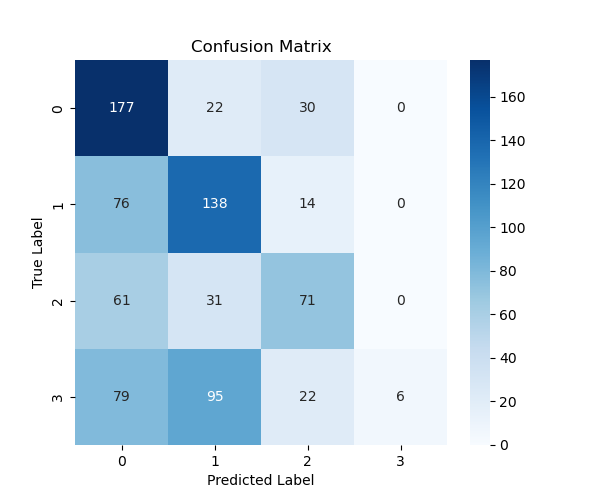 Confusion Matrix
0 177 22 30 0
1 76 138 14 0
2 61 31 71 0
3 79 95 22 6
0 1 2 3
True Label
Predicted Label
160
140
120
100
80
60
40
20
0